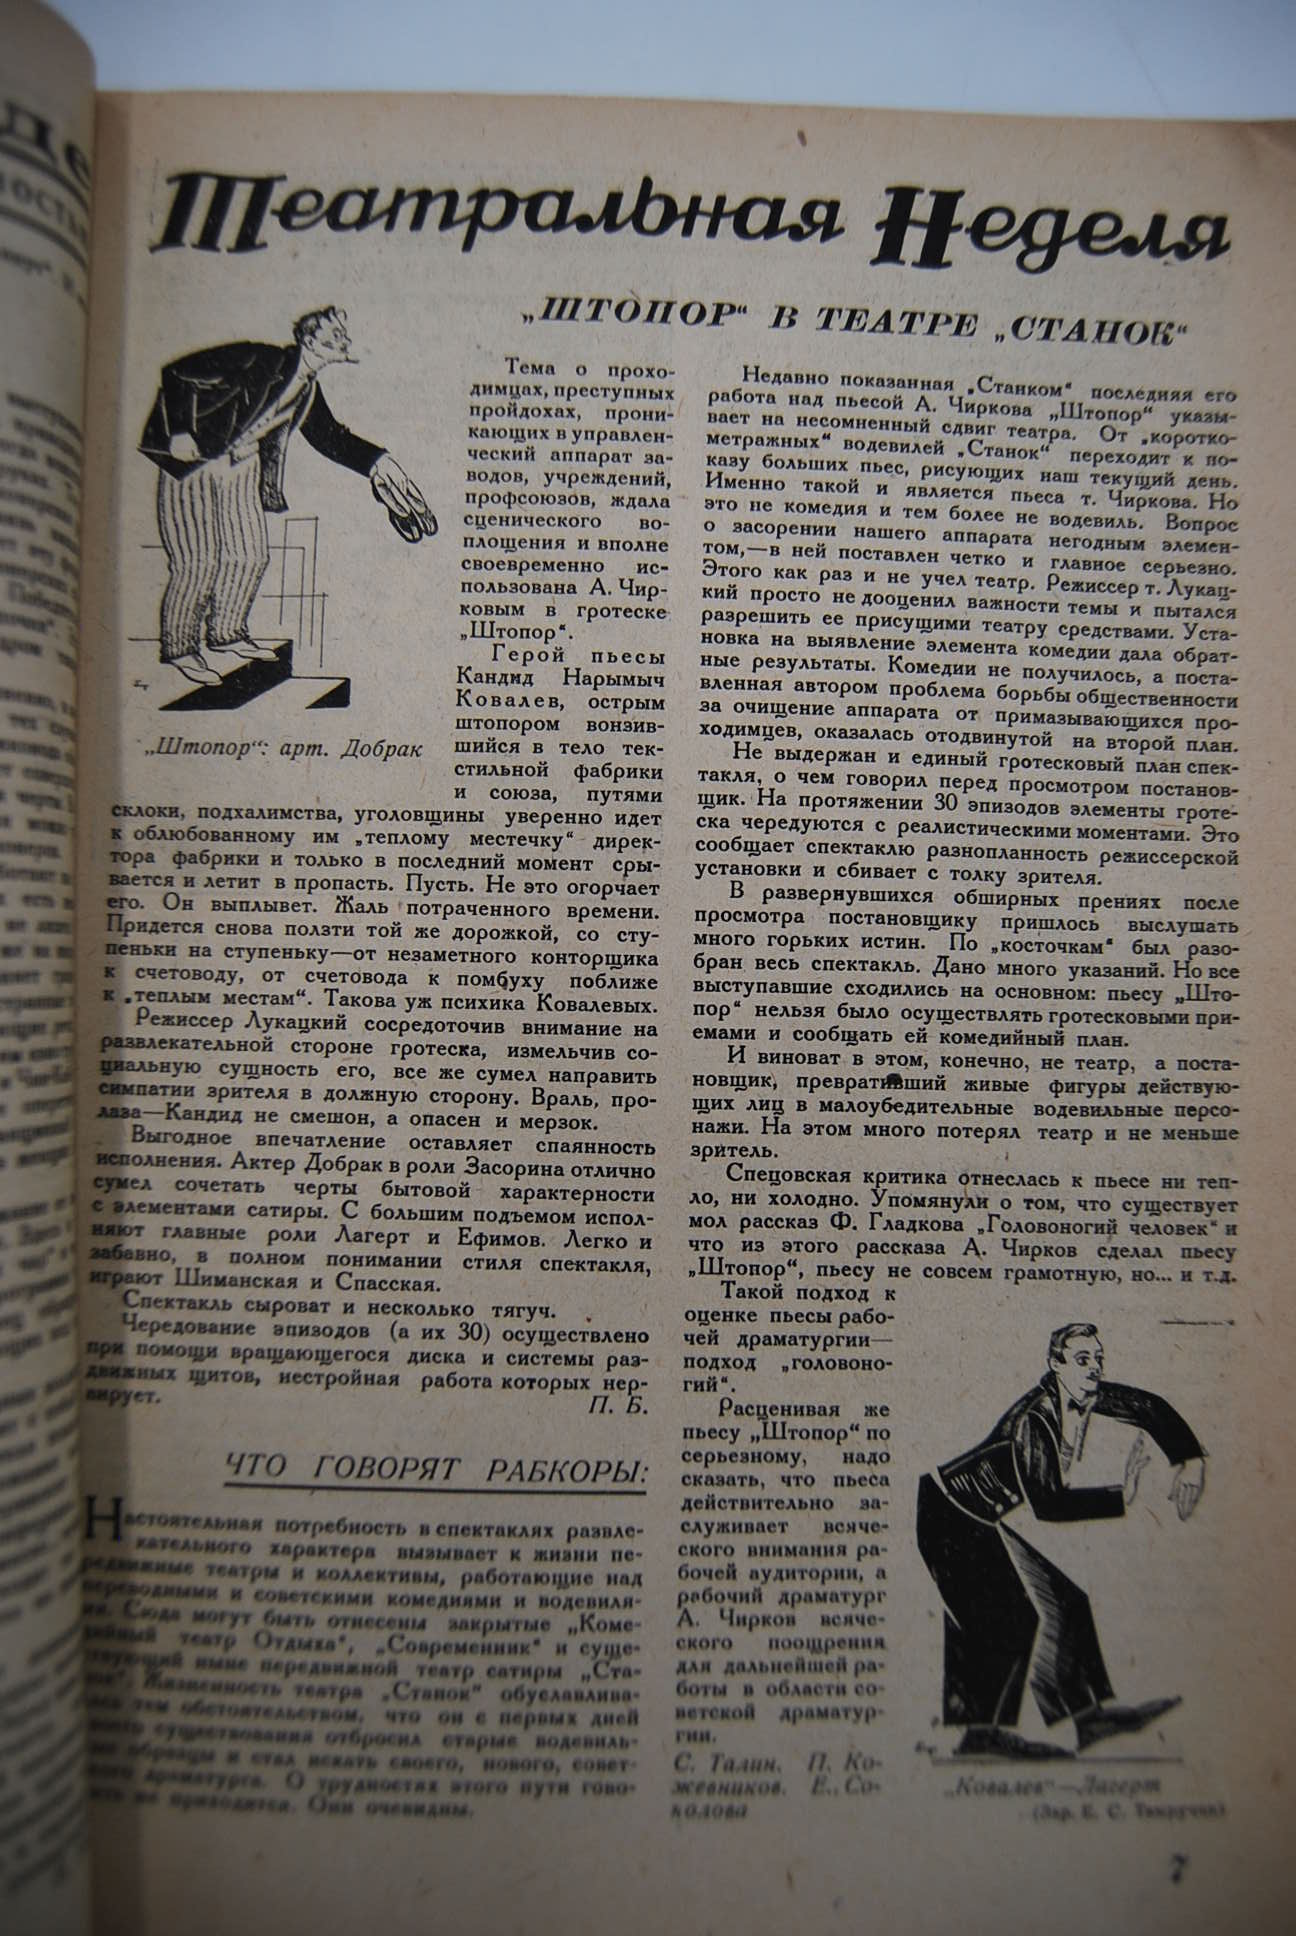 Театральная Неделя
„ШТОПОР“ В ТЕАТРЕ „СТАНОК“
„Штопор“: арт. Добрак
Тема о прохо-
димцах, преступных
пройдохах, прони-
кающих в управлен-
ческий аппарат за-
водов, учреждений,
профсоюзов, ждала
сценического во-
площения и вполне
своевременно ис-
пользована А. Чир-
ковым в гротеске
„Штопор“.
Герой пьесы
Кандид Нарымыч
Ковалев, острым
штопором вонзив-
шийся в тело тек-
стильной фабрики
и союза, путями
склоки, подхалимства, уголовщины уверенно идет
к облюбованному им „теплому местечку“ дирек-
тора фабрики и только в последний момент сры-
вается и летит в пропасть. Пусть. Не это огорчает
его. Он выплывет. Жаль потраченного времени.
Придется снова ползти той же дорожкой, со сту-
пеньки на ступеньку—от незаметного конторщика
к счетоводу, от счетовода к помбуху поближе
к „теплым местам“. Такова уж психика Ковалевых.
Режиссер Лукацкий сосредоточив внимание на
развлекательной стороне гротеска, измельчив со-
циальную сущность его, все же сумел направить
симпатии зрителя в должную сторону. Враль, про-
лаза—Кандид не смешон, а опасен и мерзок.
Выгодное впечатление оставляет спаянность
исполнения. Актер Добрак в роли Засорина отлично
сумел сочетать черты бытовой характерности
с элементами сатиры. С большим подъемом испол-
няют главные роли Лагерт и Ефимов. Легко и
забавно, в полном понимании стиля спектакля,
играют Шиманская и Спасская.
Спектакль сыроват и несколько тягуч.
Чередование эпизодов (а их 30) осуществлено
при помощи вращающегося диска и системы раз-
движных щитов, нестройная работа которых нер-
вирует.
П. Б.
ЧТО ГОВОРЯТ РАБКОРЫ:
Настоятельная потребность в спектаклях развле-
кательного характера вызывает к жизни пе-
редвижные театры и коллективы, работающие над
переводными и советскими комедиями и водевиля-
ми. Сюда могут быть отнесены закрытые „Коме-
дийный театр Отдыха“, „Современник“ и суще-
ствующий ныне передвижной театр сатиры „Ста-
нок“. Жизненность театра „Станок“ обуславлива-
лась тем обстоятельством, что он с первых дней
своего существования отбросил старые водевиль-
ные образцы и стал искать своего, нового, совет-
ского драматурга. О трудностях этого пути гово-
рить не приходится. Они очевидны.
Недавно показанная „Станком“ последняя его
работа над пьесой А. Чиркова „Штопор“ указы-
вает на несомненный сдвиг театра. От „коротко-
метражных“ водевилей „Станок“ переходит к по-
казу больших пьес, рисующих наш текущий день.
Именно такой и является пьеса т. Чиркова. Но
это не комедия и тем более не водевиль. Вопрос
о засорении нашего аппарата негодным элемен-
том,—в ней поставлен четко и главное серьезно.
Этого как раз и не учел театр. Режиссер т. Лукац-
кий просто не дооценил важности темы и пытался
разрешить ее присущими театру средствами. Уста-
новка на выявление элемента комедии дала обрат-
ные результаты. Комедии не получилось, а поста-
вленная автором проблема борьбы общественности
за очищение аппарата от примазывающихся про-
ходимцев, оказалась отодвинутой на второй план.
Не выдержан и единый гротесковый план спек-
такля, о чем говорил перед просмотром постанов-
щик. На протяжении 30 эпизодов элементы гроте-
ска чередуются с реалистическими моментами. Это
сообщает спектаклю разнопланность режиссерской
установки и сбивает с толку зрителя.
В развернувшихся обширных прениях после
просмотра постановщику пришлось выслушать
много горьких истин. По „косточкам“ был разо-
бран весь спектакль. Дано много указаний. Но все
выступавшие сходились на основном: пьесу „Што-
пор“ нельзя было осуществлять гротесковыми при-
емами и сообщать ей комедийный план.
И виноват в этом, конечно, не театр, а поста-
новщик, превративший живые фигуры действую-
щих лиц в малоубедительные водевильные персо-
нажи. На этом много потерял театр и не меньше
зритель.
Спецовская критика отнеслась к пьесе ни теп-
ло, ни холодно. Упомянули о том, что существует
мол рассказ Ф. Гладкова „Головоногий человек“ и
что из этого рассказа А. Чирков сделал пьесу
„Штопор“, пьесу не совсем грамотную, но... и т.д.
Такой подход к
оценке пьесы рабо-
чей драматургии—
подход „головоно-
гий“.
Расценивая же
пьесу „Штопор“ по
серьезному, надо
сказать, что пьеса
действительно за-
служивает всяче-
ского внимания ра-
бочей аудитории, а
рабочий драматург
А. Чирков всяче-
ского поощрения
для дальнейшей ра-
боты в области со-
ветской драматур-
гии.
С. Талин. П. Ко-
жевников. Е. Со-
колова
„Ковалев“—Лагерт
(Зар. Е. С.
7